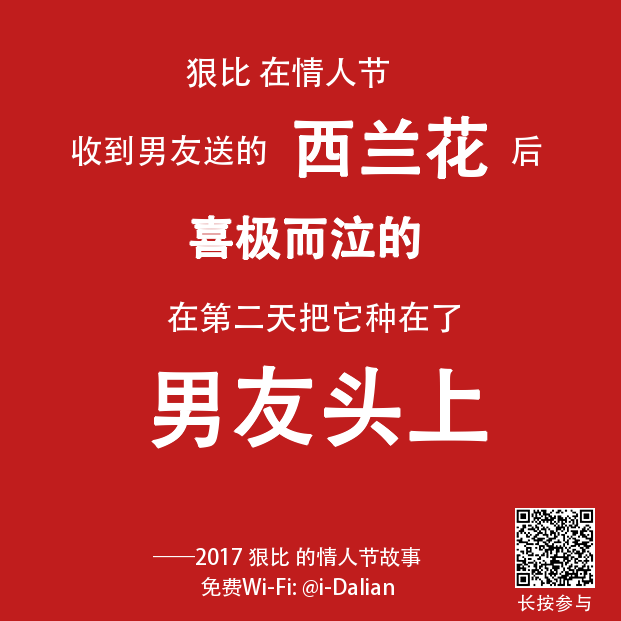 狠比 在情人节
收到男友送的 西兰花 后
喜极而泣的
在第二天把它种在了
男友头上
——2017 狠比 的情人节故事
免费Wi-Fi: @i-Dalian
长按参与